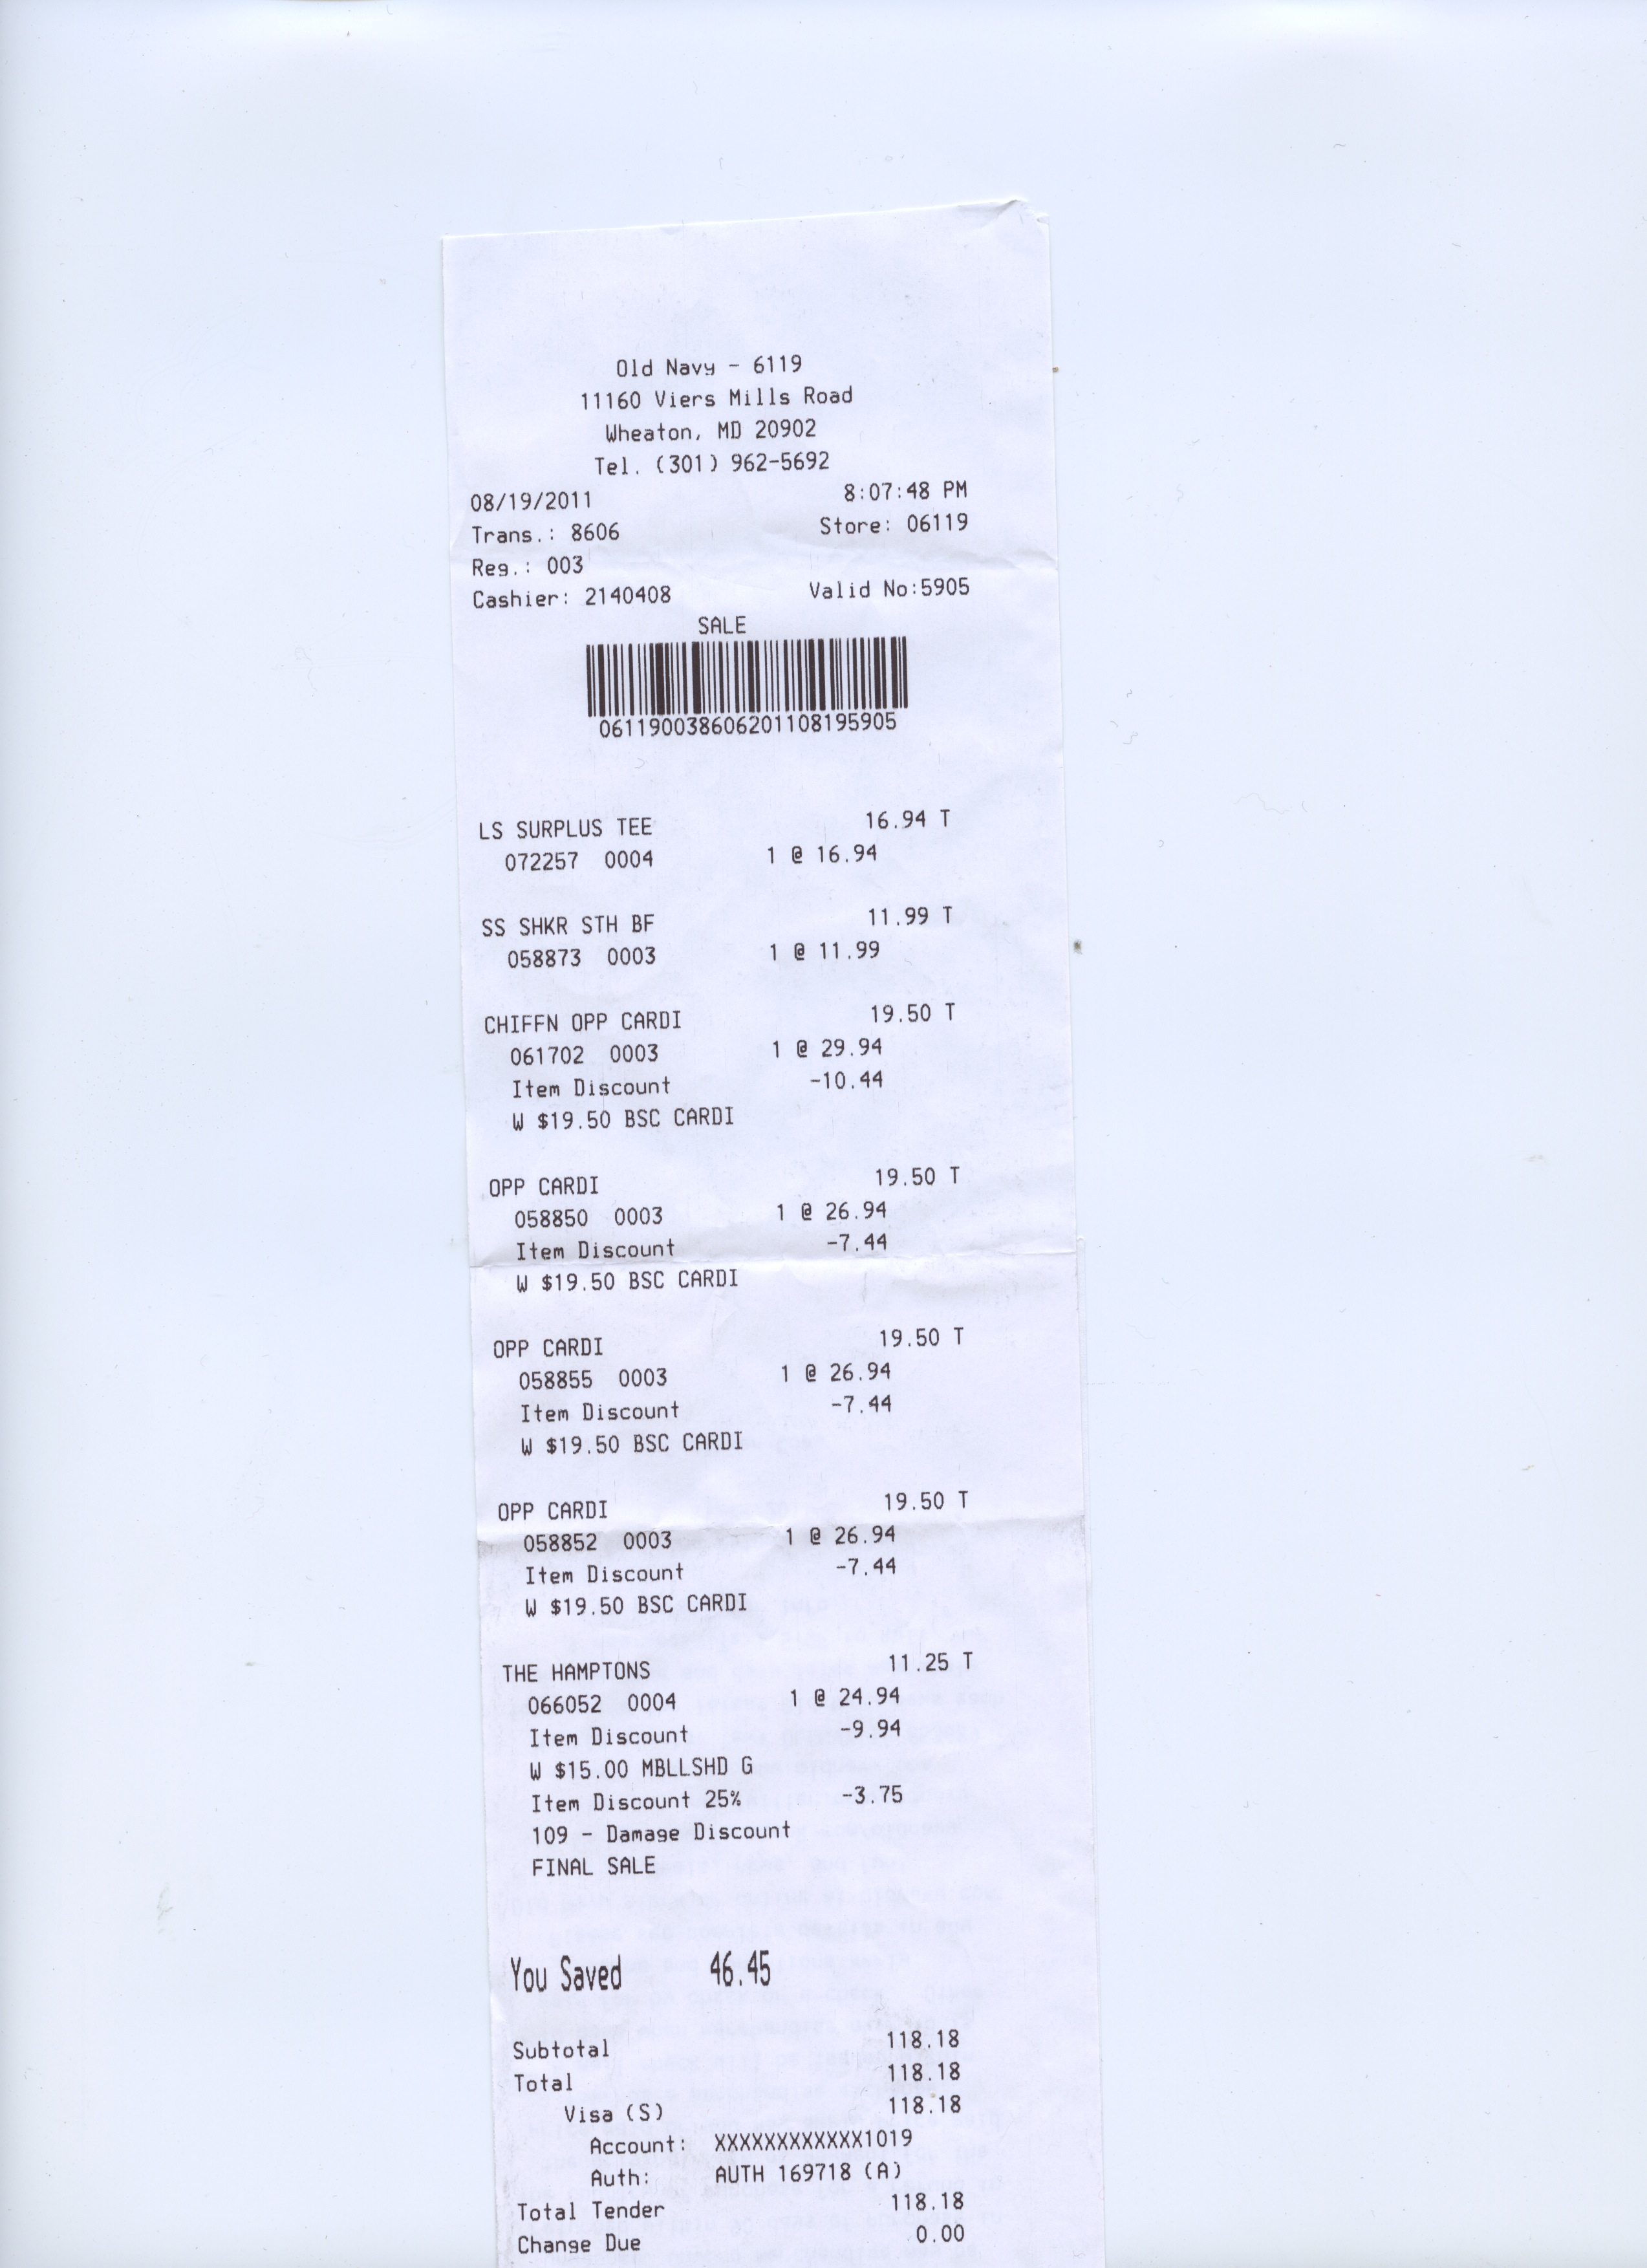 Old Navy - 6119
11160 Viers Mills Road
Wheaton, MD 20902
Tel. (301) 962-5692
08/19/2011 8:07:48 PM
Trans.: 8606 Store: 06119
Reg.: 003
Cashier: 2140408 Valid No:5905
SALE
061190038606201108195905
LS SURPLUS TEE 16.94 T
072257 0004 1 @ 16.94
SS SHKR STH BF 11.99 T
058873 0003 1 @ 11.99
CHIFFN OPP CARDI 19.50 T
061702 0003 1 @ 29.94
Item Discount -10.44
W $19.50 BSC CARDI
OPP CARDI 19.50 T
058850 0003 1 @ 26.94
Item Discount -7.44
W $19.50 BSC CARDI
OPP CARDI 19.50 T
058855 0003 1 @ 26.94
Item Discount -7.44
W $19.50 BSC CARDI
OPP CARDI 19.50 T
058852 0003 1 @ 26.94
Item Discount -7.44
W $19.50 BSC CARDI
THE HAMPTONS 11.25 T
066052 0004 1 @ 24.94
Item Discount -9.94
W $15.00 MBLLSHD G
Item Discount 25% -3.75
109 - Damage Discount
FINAL SALE
You Saved 46.45
Subtotal 118.18
Total 118.18
Visa (S) 118.18
Account: XXXXXXXXXXXX1019
Auth: AUTH 169718 (A)
Total Tender 118.18
Change Due 0.00